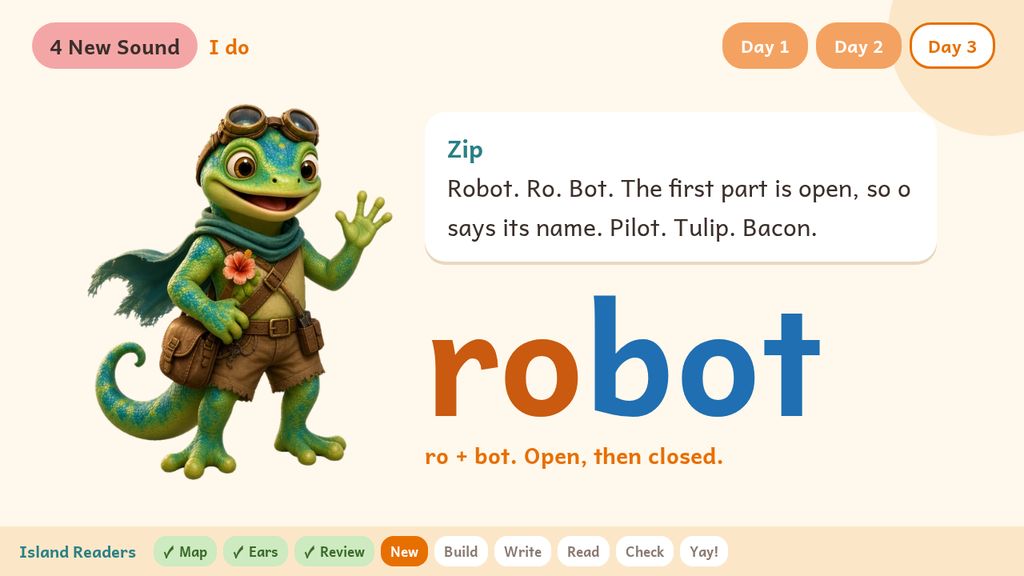 4 New Sound I do Day 1 Day 2 Day 3
Zip
Robot. Ro. Bot. The first part is open, so o
says its name. Pilot. Tulip. Bacon.
robot
ro + bot. Open, then closed.
Island Readers ✓ Map ✓ Ears ✓ Review New Build Write Read Check Yay!